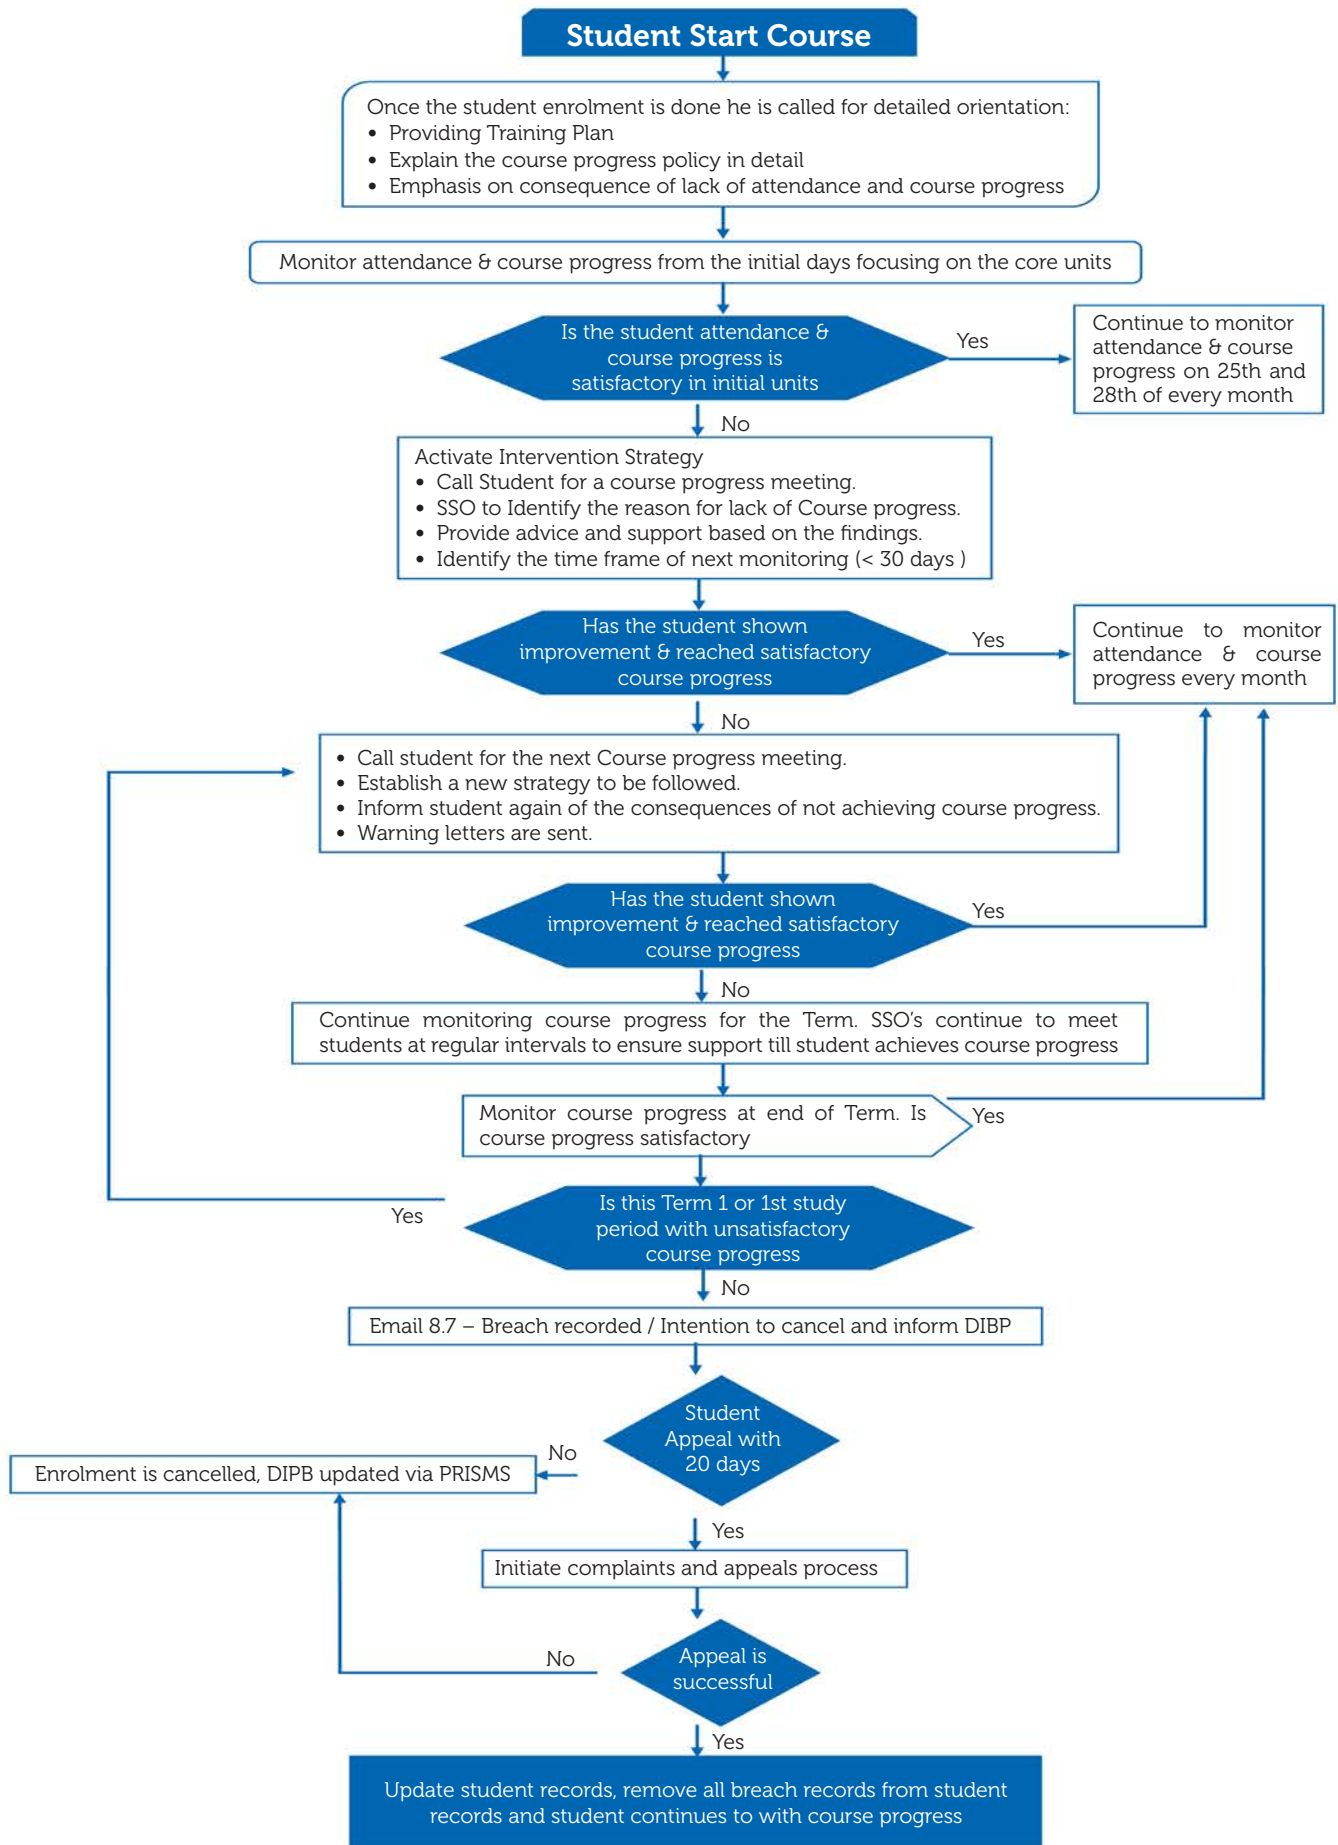 Student Start Course
Once the student enrolment is done he is called for detailed orientation:
• Providing Training Plan
• Explain the course progress policy in detail
• Emphasis on consequence of lack of attendance and course progress
Monitor attendance & course progress from the initial days focusing on the core units
Is the student attendance &
course progress is
satisfactory in initial units
Yes
Continue to monitor
attendance & course
progress on 25th and
28th of every month
No
Activate Intervention Strategy
• Call Student for a course progress meeting.
• SSO to Identify the reason for lack of Course progress.
• Provide advice and support based on the findings.
• Identify the time frame of next monitoring (< 30 days )
Has the student shown
improvement & reached satisfactory
course progress
Yes
Continue to monitor
attendance & course
progress every month
No
• Call student for the next Course progress meeting.
• Establish a new strategy to be followed.
• Inform student again of the consequences of not achieving course progress.
• Warning letters are sent.
Has the student shown
improvement & reached satisfactory
course progress
Yes
No
Continue monitoring course progress for the Term. SSO's continue to meet
students at regular intervals to ensure support till student achieves course progress
Monitor course progress at end of Term. Is
course progress satisfactory
Yes
Is this Term 1 or 1st study
period with unsatisfactory
course progress
Yes
No
Email 8.7 – Breach recorded / Intention to cancel and inform DIBP
Student
Appeal with
20 days
No
Enrolment is cancelled, DIPB updated via PRISMS
Yes
Initiate complaints and appeals process
Appeal is
successful
No
Yes
Update student records, remove all breach records from student
records and student continues to with course progress